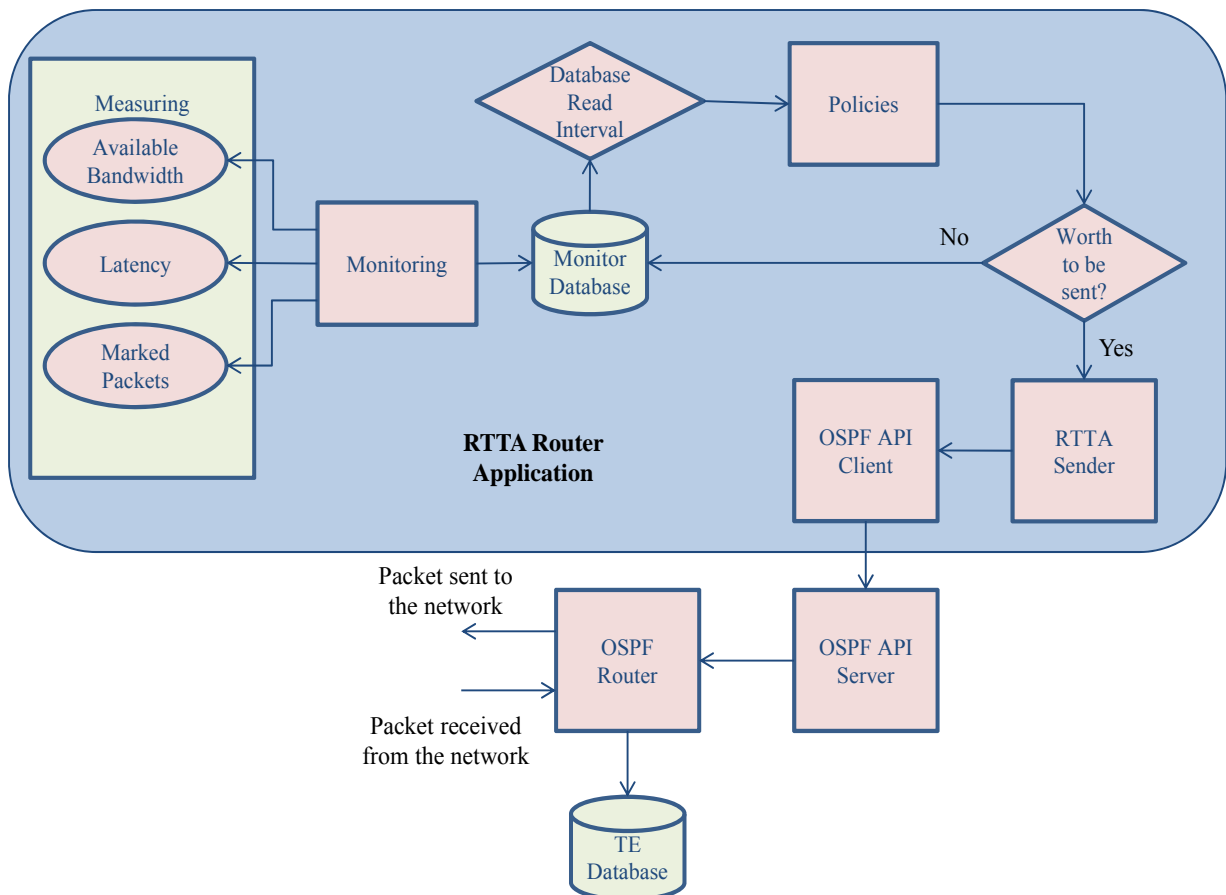 Measuring
Available
Bandwidth
Latency
Marked
Packets
Monitoring
Database
Read
Interval
Policies
Monitor
Database
No
Worth
to be
sent?
Yes
RTTA Router
Application
OSPF API
Client
RTTA
Sender
Packet sent to
the network
OSPF
Router
OSPF API
Server
Packet received
from the network
TE
Database